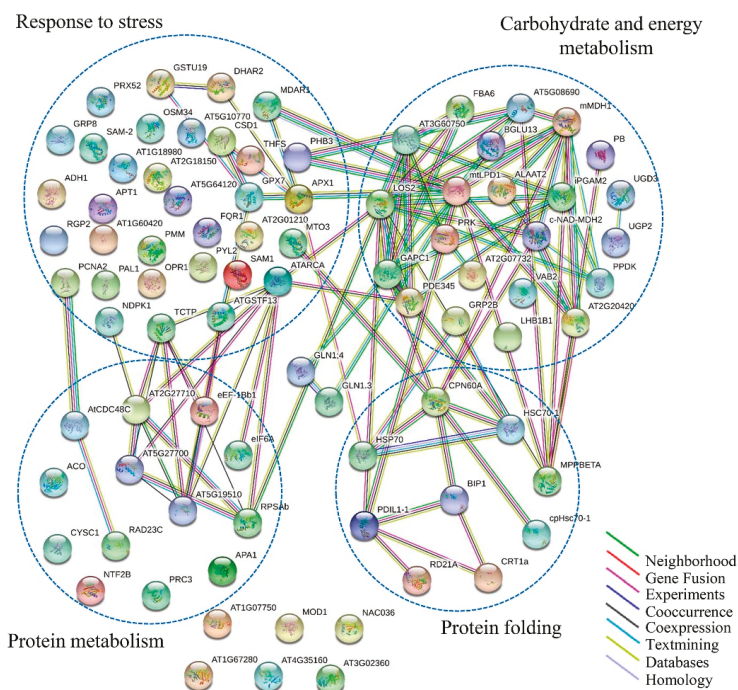 Response to stress
Carbohydrate and energy
metabolism
GSTU19
DHAR2
PRX52
MDAR1
OSM34
AT5G10770
GRP8
SAM-2
CSD1
THFS
PHB3
AT1G18980
AT2G18150
GPX7
ADH1
APT1
AT5G64120
APX1
FQR1
AT2G01210
RGP2
AT1G60420
PMM
MTO3
PYL2
SAM1
PCNA2
PAL1
OPR1
ATARCA
NDPK1
TCTP
ATGSTF13
FBA6
AT5G08690
mMDH1
AT3G60750
BGLU13
PB
mtLPD1
ALAAT2
iPGAM2
UGD3
LOS2
PRK
c-NAD-MDH2
UGP2
GAPC1
AT2G07732
PPDK
PDE345
VAB2
GRP2B
LHB1B1
AT2G20420
GLN1;4
GLN1.3
AtCDC48C
AT2G27710
eEF-1Bb1
eIF6A
AT5G27700
ACO
AT5G19510
RPSAb
CYSC1
RAD23C
APA1
NTF2B
PRC3
CPN60A
HSC70-1
HSP70
MPPBETA
BIP1
PDIL1-1
cpHsc70-1
RD21A
CRT1a
Protein metabolism
Protein folding
AT1G07750
MOD1
NAC036
AT1G67280
AT4G35160
AT3G02360
Neighborhood
Gene Fusion
Experiments
Cooccurrence
Coexpression
Textmining
Databases
Homology